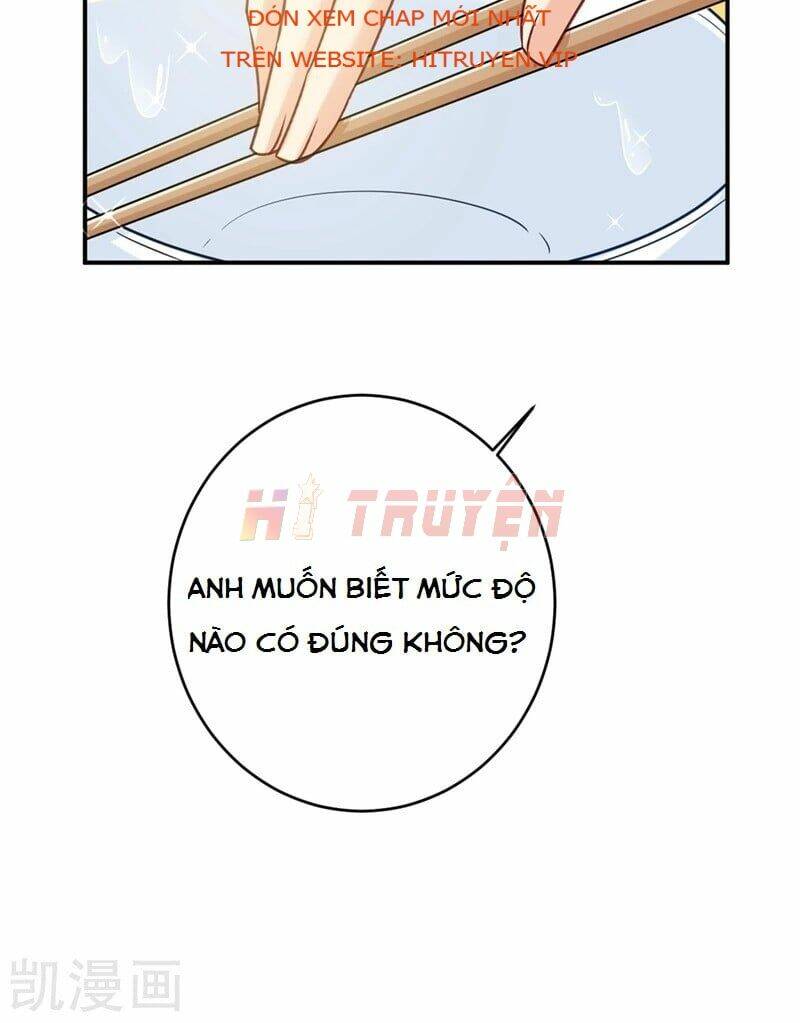 ĐÓN XEM CHAP MỚI NHẤT
TRÊN WEBSITE: HITRUYEN.VIP
HI TRUYỆN
ANH MUỐN BIẾT MỨC ĐỘ
NÀO CÓ ĐÚNG KHÔNG?
凯漫画